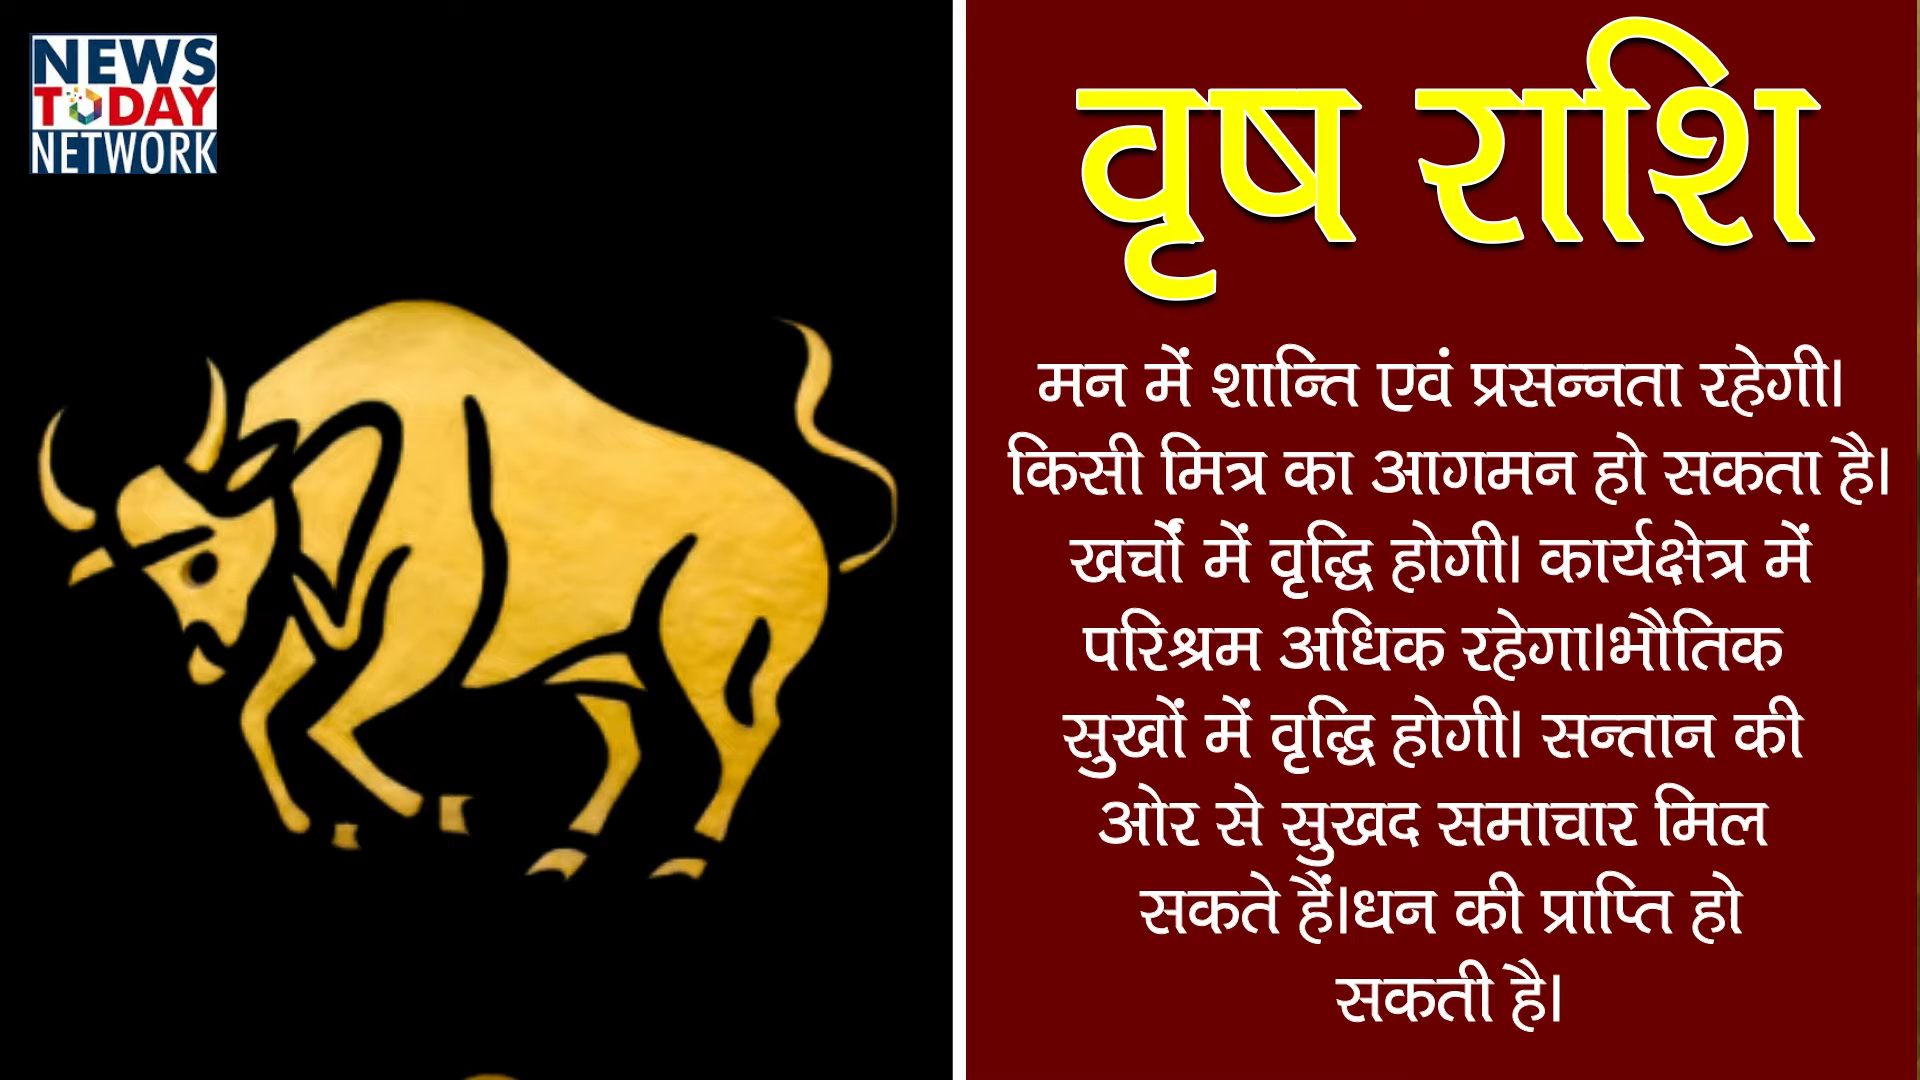 NEWS
TODAY
NETWORK
वृष राशि
मन में शान्ति एवं प्रसन्नता रहेगी।
किसी मित्र का आगमन हो सकता है।
खर्चों में वृद्धि होगी। कार्यक्षेत्र में
परिश्रम अधिक रहेगा।भौतिक
सुखों में वृद्धि होगी। सन्तान की
ओर से सुखद समाचार मिल
सकते हैं।धन की प्राप्ति हो
सकती है।